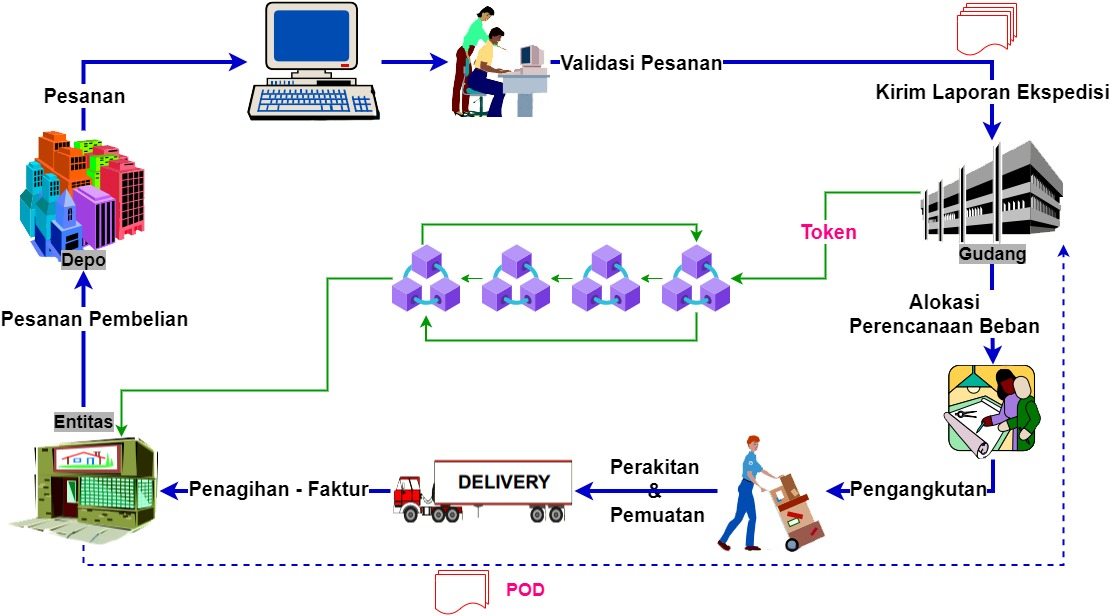 Validasi Pesanan
Pesanan
Kirim Laporan Ekspedisi
Token
Depo
Gudang
Pesanan Pembelian
Alokasi
Perencanaan Beban
Entitas
Penagihan - Faktur
DELIVERY
Perakitan
&
Pemuatan
Pengangkutan
POD